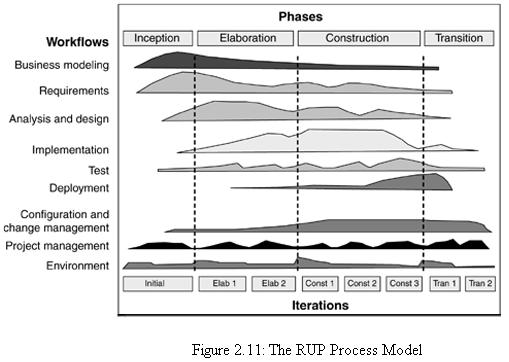 Phases
Workflows
Inception Elaboration Construction Transition
Business modeling
Requirements
Analysis and design
Implementation
Test
Deployment
Configuration and
change management
Project management
Environment
Initial Elab 1 Elab 2 Const 1 Const 2 Const 3 Tran 1 Tran 2
Iterations
Figure 2.11: The RUP Process Model